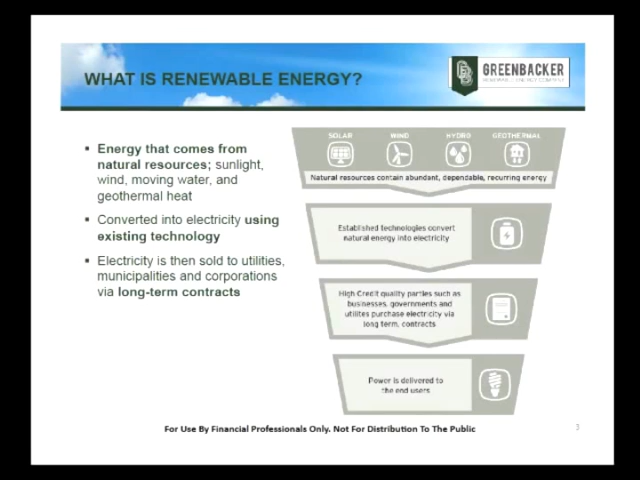 WHAT IS RENEWABLE ENERGY?
GREENBACKER
▪ Energy that comes from
natural resources; sunlight,
wind, moving water, and
geothermal heat
▪ Converted into electricity using
existing technology
▪ Electricity is then sold to utilities,
municipalities and corporations
via long-term contracts
SOLAR WIND HYDRO GEOTHERMAL
Natural resources contain abundant, dependable, recurring energy
Established technologies convert
natural energy into electricity
High Credit quality parties such as
businesses, governments and
utilites purchase electricity via
long term, contracts
Power is delivered to
the end users
For Use By Financial Professionals Only. Not For Distribution To The Public
3